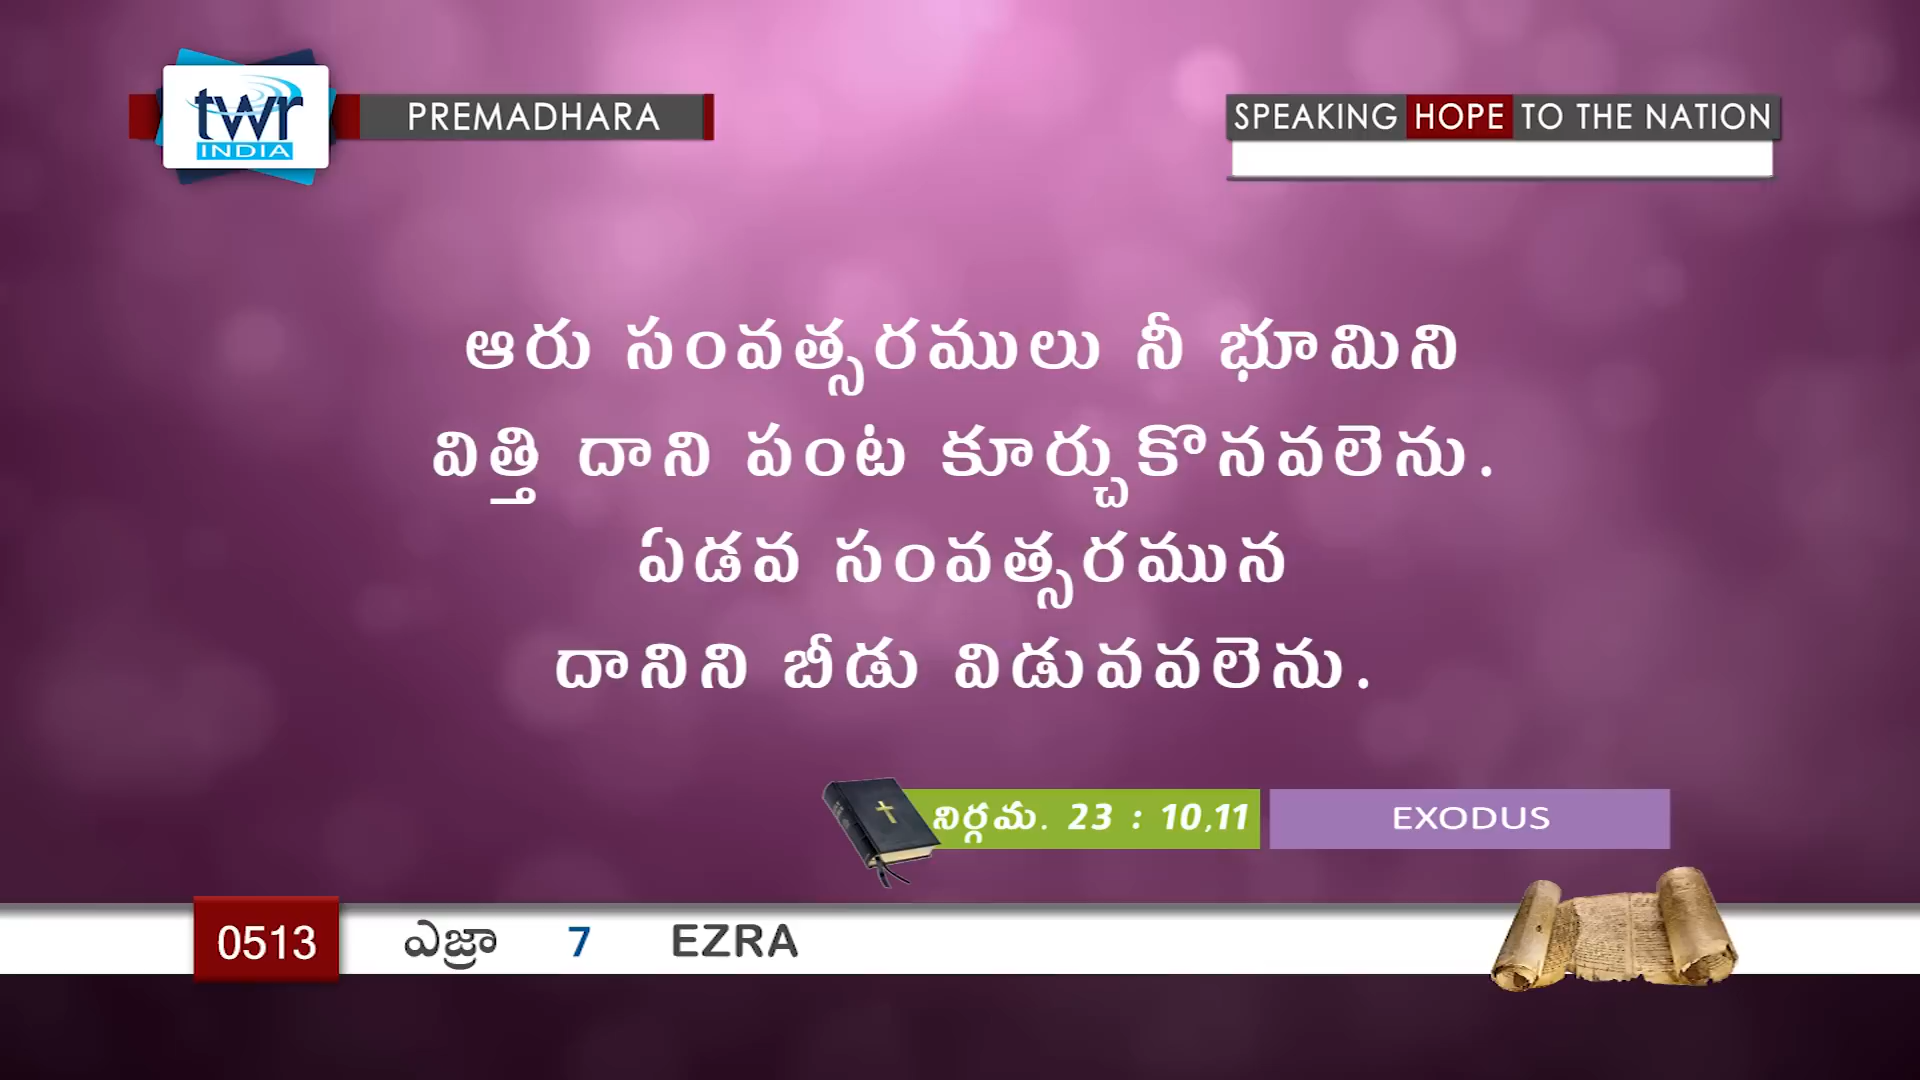 twr
INDIA
PREMADHARA
SPEAKING HOPE TO THE NATION
ఆరు సంవత్సరములు నీ భూమిని
విత్తి దాని పంట కూర్చుకొనవలెను.
ఏడవ సంవత్సరమున
దానిని బీడు విడువవలెను.
నిర్గమ. 23 : 10,11 EXODUS
0513 ఎజ్రా 7 EZRA